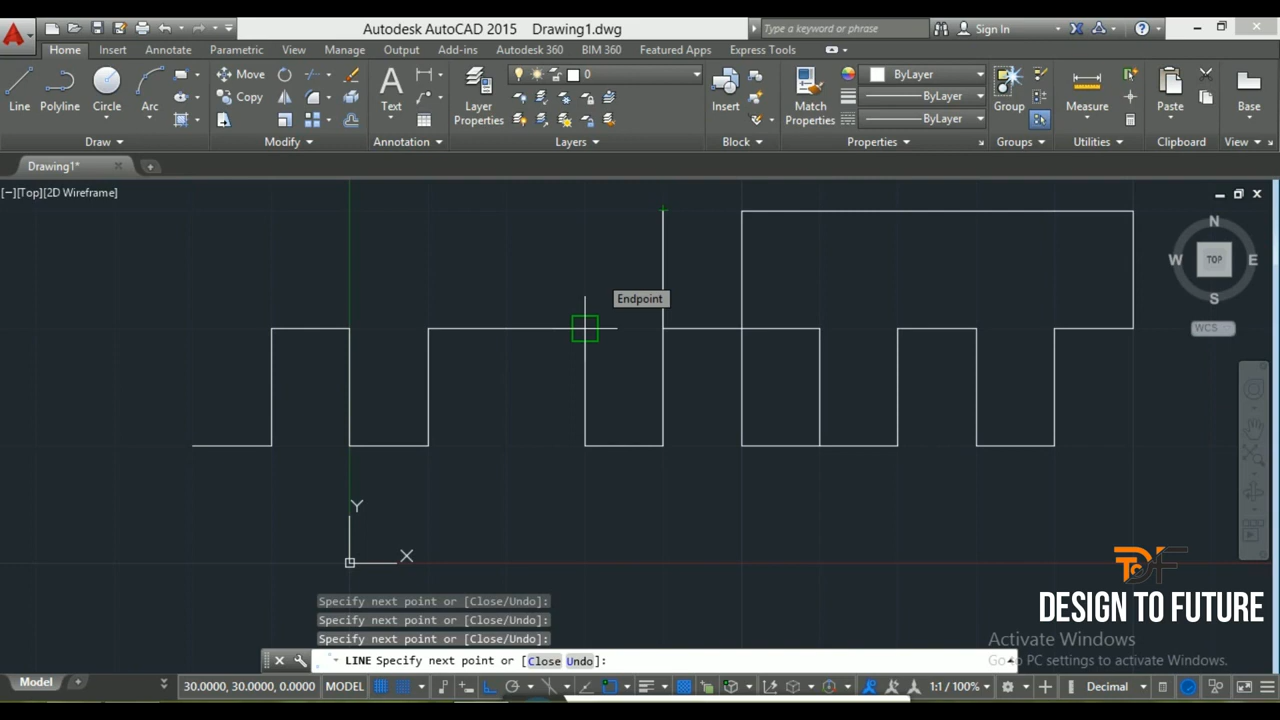 Autodesk AutoCAD 2015 Drawing1.dwg
Type a keyword or phrase
Sign In
Home Insert Annotate Parametric View Manage Output Add-ins Autodesk 360 BIM 360 Featured Apps Express Tools
Line Polyline Circle Arc
Move
Copy
Text
Layer Properties
0
Insert
Match Properties
ByLayer
ByLayer
ByLayer
Group
Measure
Paste
Base
Draw Modify Annotation Layers Block Properties Groups Utilities Clipboard View
Drawing1*
[−][Top][2D Wireframe]
N
W TOP E
S
WCS
Endpoint
Y
X
DESIGN TO FUTURE
Activate Windows
Go to PC settings to activate Windows.
Specify next point or [Close/Undo]:
Specify next point or [Close/Undo]:
Specify next point or [Close/Undo]:
LINE Specify next point or [Close Undo]:
Model
30.0000, 30.0000, 0.0000 MODEL
1:1 / 100%
Decimal